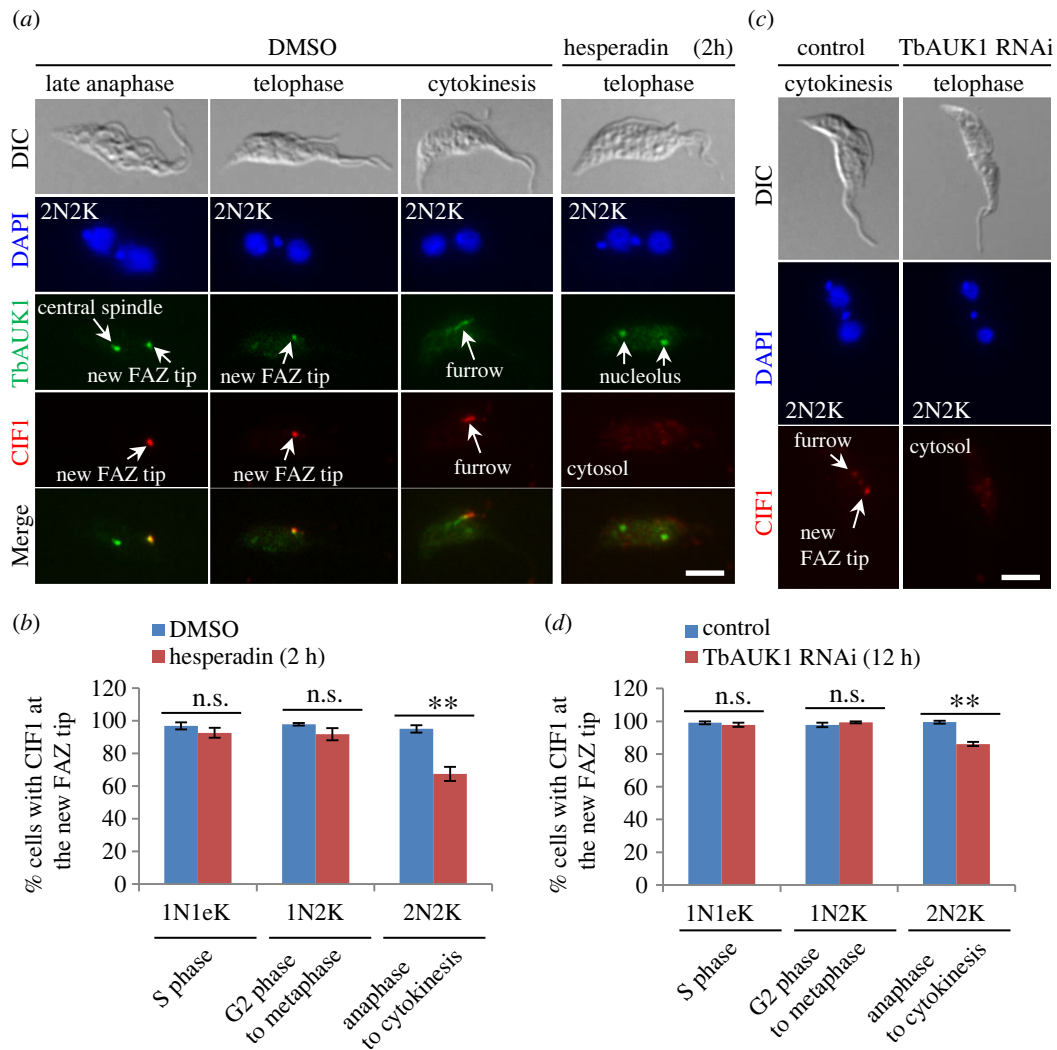 (a)
DMSO
hesperadin (2h)
late anaphase
telophase
cytokinesis
telophase
DIC
DAPI
2N2K
2N2K
2N2K
2N2K
TbAUK1
central spindle
new FAZ tip
new FAZ tip
furrow
nucleolus
CIF1
new FAZ tip
new FAZ tip
furrow
cytosol
Merge
(c)
control
TbAUK1 RNAi
cytokinesis
telophase
DIC
DAPI
2N2K
2N2K
CIF1
furrow
new
FAZ tip
cytosol
(b)
DMSO
hesperadin (2 h)
% cells with CIF1 at
the new FAZ tip
120
100
80
60
40
20
0
n.s.
n.s.
**
1N1eK
1N2K
2N2K
S phase
G2 phase
to metaphase
anaphase
to cytokinesis
(d)
control
TbAUK1 RNAi (12 h)
% cells with CIF1 at
the new FAZ tip
120
100
80
60
40
20
0
n.s.
n.s.
**
1N1eK
1N2K
2N2K
S phase
G2 phase
to metaphase
anaphase
to cytokinesis